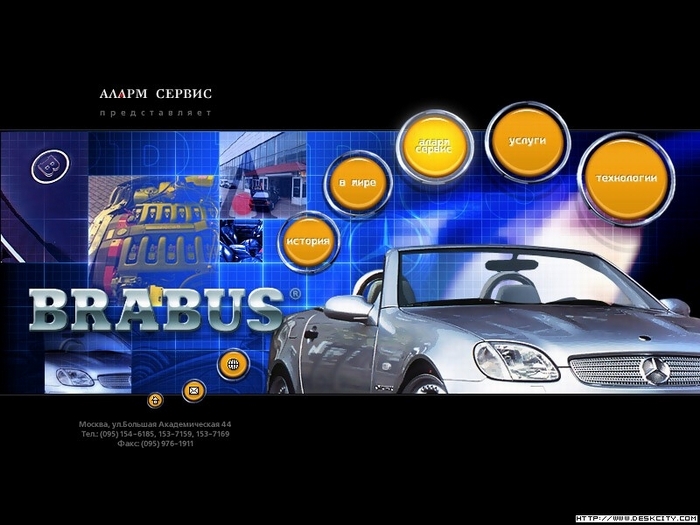 АЛАРМ СЕРВИС
представляет
аларм
сервис
услуги
в мире
технологии
история
BRABUS®
Москва, ул.Большая Академическая 44
Тел.: (095) 154-6185, 153-7159, 153-7169
Факс: (095) 976-1911
HTTP://WWW.DESKCITY.COM